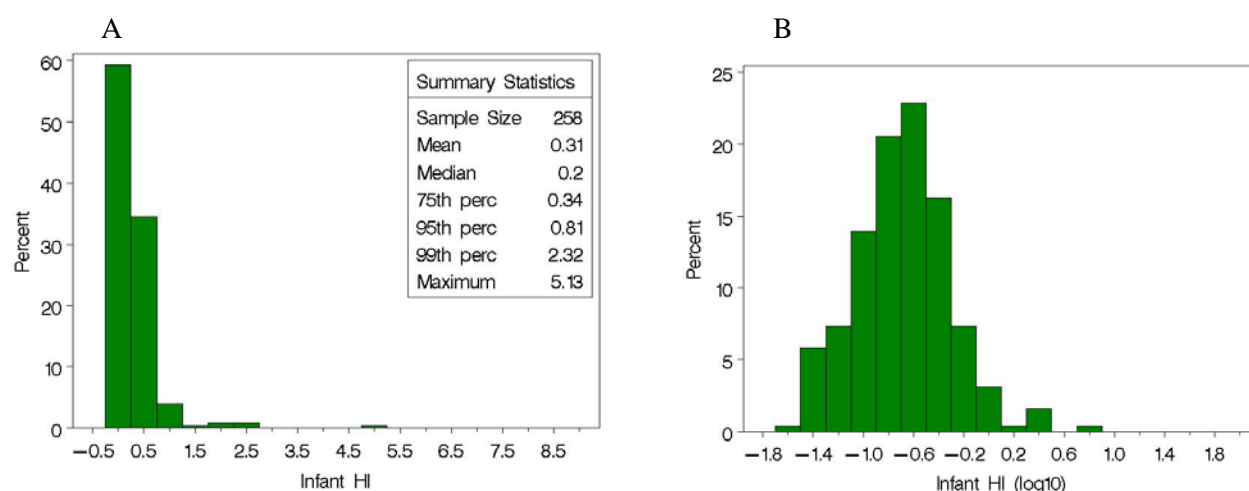 A
60
50
40
30
20
10
0
Percent
−0.5 0.5 1.5 2.5 3.5 4.5 5.5 6.5 7.5 8.5
Infant HI
Summary Statistics
Sample Size 258
Mean 0.31
Median 0.2
75th perc 0.34
95th perc 0.81
99th perc 2.32
Maximum 5.13
B
25
20
15
10
5
0
Percent
−1.8 −1.4 −1.0 −0.6 −0.2 0.2 0.6 1.0 1.4 1.8
Infant HI (log10)